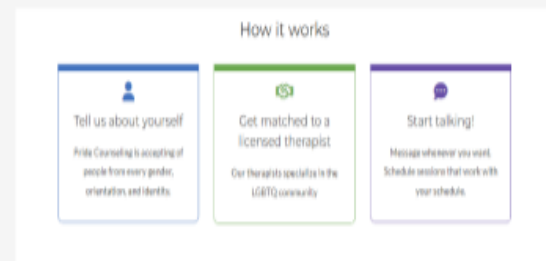 How it works
Tell us about yourself
Pride Counseling is accepting of
people from every gender,
orientation, and identity.
Get matched to a
licensed therapist
Our therapists specialize in the
LGBTQ community
Start talking!
Message whenever you want.
Schedule sessions that work with
your schedule.